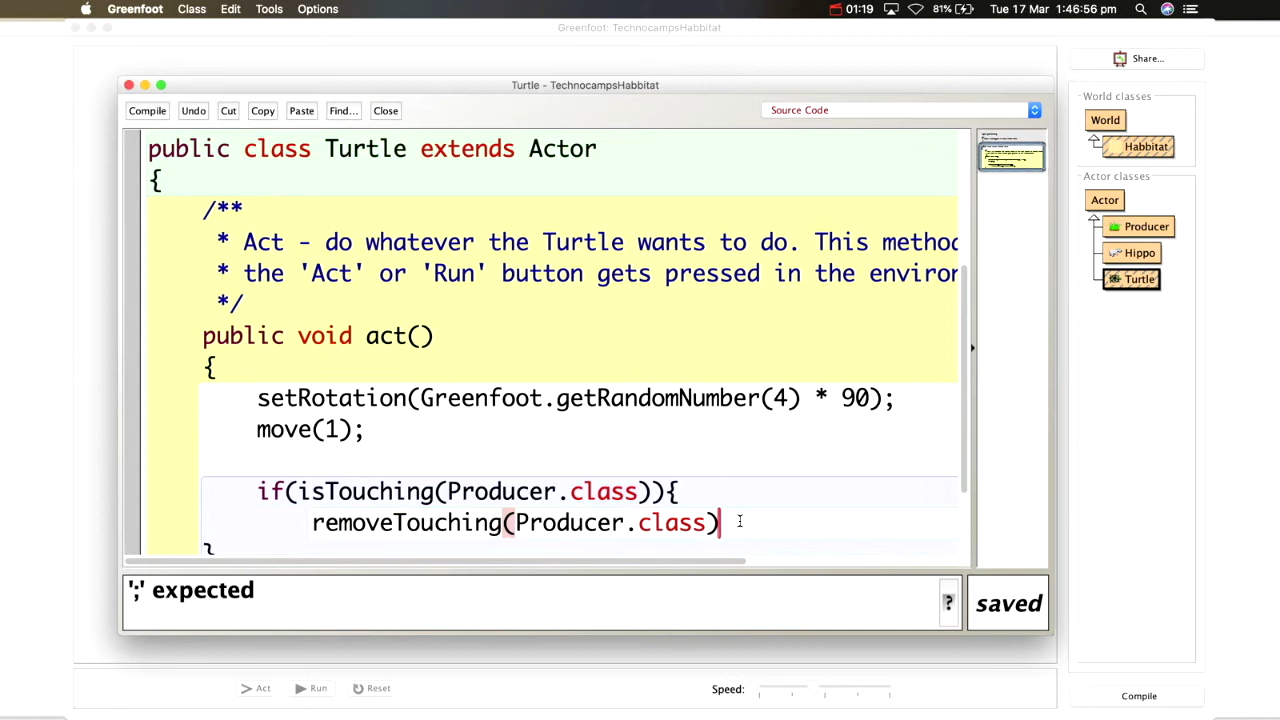 Greenfoot Class Edit Tools Options 01:19 81% Tue 17 Mar 1:46:56 pm
Greenfoot: TechnocampsHabbitat
Share...
Turtle - TechnocampsHabbitat
World classes
Compile Undo Cut Copy Paste Find... Close Source Code
World
Habbitat
public class Turtle extends Actor
{
Actor classes
Actor
/**
Producer
* Act - do whatever the Turtle wants to do. This metho
Hippo
* the 'Act' or 'Run' button gets pressed in the enviro
Turtle
*/
public void act()
{
setRotation(Greenfoot.getRandomNumber(4) * 90);
move(1);
if(isTouching(Producer.class)){
removeTouching(Producer.class)
}
';' expected
? saved
Act Run Reset Speed:
Compile